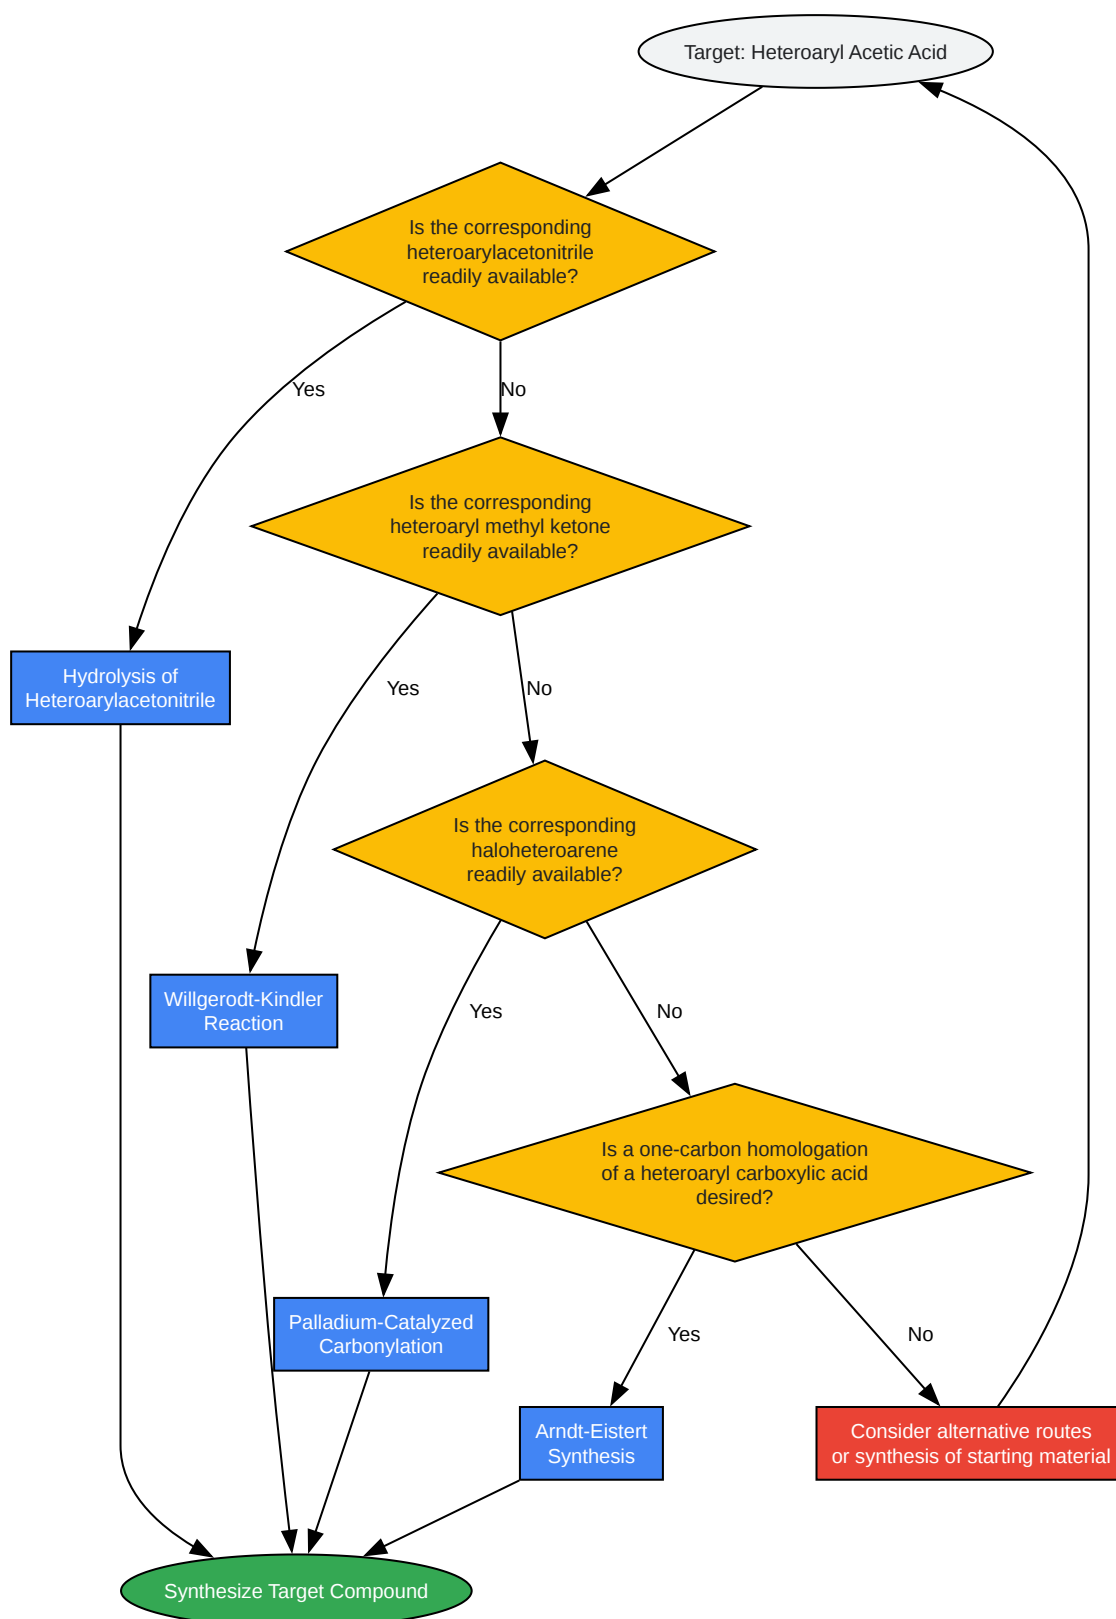 Target: Heteroaryl Acetic Acid
Is the corresponding
heteroarylacetonitrile
readily available?
Yes
No
Is the corresponding
heteroaryl methyl ketone
readily available?
Hydrolysis of
Heteroarylacetonitrile
Yes
No
Is the corresponding
haloheteroarene
readily available?
Willgerodt-Kindler
Reaction
Yes
No
Is a one-carbon homologation
of a heteroaryl carboxylic acid
desired?
Palladium-Catalyzed
Carbonylation
Yes
No
Arndt-Eistert
Synthesis
Consider alternative routes
or synthesis of starting material
Synthesize Target Compound